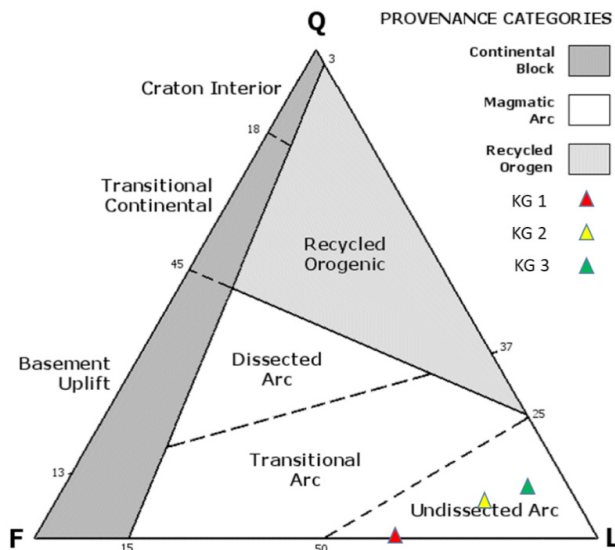 Q
PROVENANCE CATEGORIES
3
Continental
Block
Craton Interior
Magmatic
Arc
18
Recycled
Orogen
Transitional
Continental
KG 1
KG 2
Recycled
Orogenic
45
KG 3
37
Basement
Uplift
Dissected
Arc
25
13
Transitional
Arc
Undissected Arc
F
L
15
50